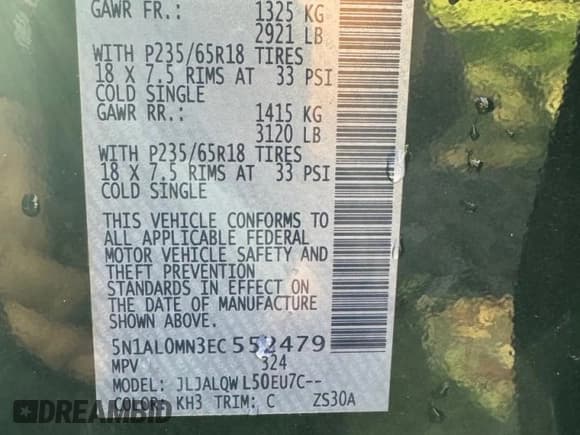 GAWR FR.: 1325 KG
2921 LB
WITH P235/65R18 TIRES
18 X 7.5 RIMS AT 33 PSI
COLD SINGLE
GAWR RR.: 1415 KG
3120 LB
WITH P235/65R18 TIRES
18 X 7.5 RIMS AT 33 PSI
COLD SINGLE
THIS VEHICLE CONFORMS TO
ALL APPLICABLE FEDERAL
MOTOR VEHICLE SAFETY AND
THEFT PREVENTION
STANDARDS IN EFFECT ON
THE DATE OF MANUFACTURE
SHOWN ABOVE.
5N1AL0MN3EC552479
MPV 324
MODEL: JLJALQWL50EU7C--
COLOR: KH3 TRIM: C ZS30A
DREAMBID